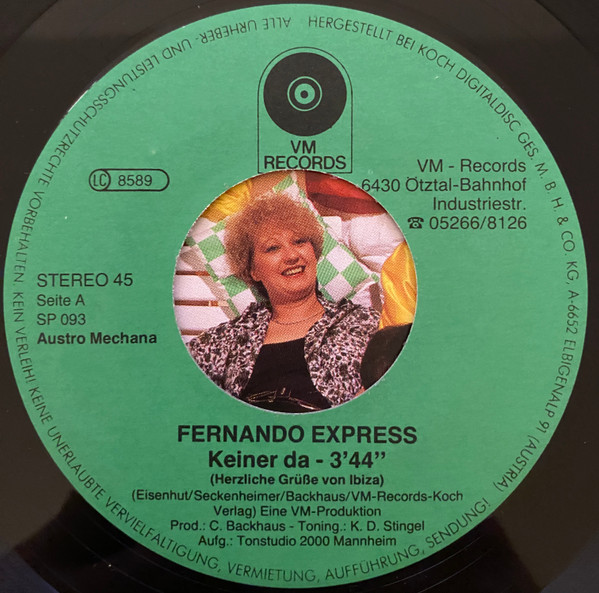 HERGESTELLT BEI KOCH DIGITALDISC GES. M. B. H. & CO. KG, A-6652 ELBIGENALP 91 (AUSTRIA)
ALLE URHEBER- UND LEISTUNGSSCHUTZRECHTE VORBEHALTEN. KEIN VERLEIH! KEINE UNERLAUBTE VERVIELFALTIGUNG, VERMIETUNG, AUFFÜHRUNG, SENDUNG!
VM
RECORDS
LC 8589
VM - Records
6430 Ötztal-Bahnhof
Industriestr.
☎ 05266/8126
STEREO 45
Seite A
SP 093
Austro Mechana
FERNANDO EXPRESS
Keiner da - 3'44"
(Herzliche Grüße von Ibiza)
(Eisenhut/Seckenheimer/Backhaus/VM-Records-Koch
Verlag) Eine VM-Produktion
Prod.: C. Backhaus - Toning.: K. D. Stingel
Aufg.: Tonstudio 2000 Mannheim